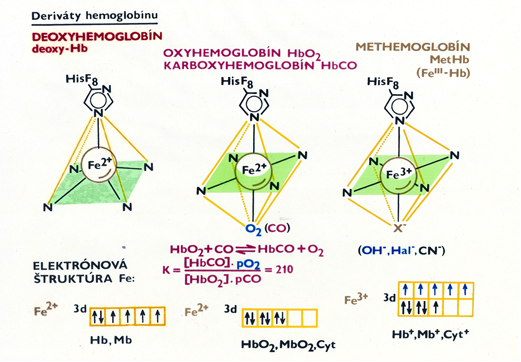 Deriváty hemoglobinu
DEOXYHEMOGLOBÍN
deoxy-Hb
HisF8
N
N
N
N
N
Fe2+
OXYHEMOGLOBÍN HbO2
KARBOXYHEMOGLOBÍN HbCO
HisF8
N
N
N
N
N
N
Fe2+
O2 (CO)
HbO2 + CO ⇌ HbCO + O2
K = [HbCO] . pO2
[HbO2] . pCO = 210
METHEMOGLOBÍN
MetHb
(FeIII-Hb)
HisF8
N
N
N
N
N
N
Fe3+
X-
(OH-, Hal-, CN-)
ELEKTRÓNOVÁ
ŠTRUKTÚRA Fe:
Fe2+ 3d ↑↓ ↑ ↑ ↑ ↑
Hb, Mb
Fe2+ 3d ↑↓ ↑↓ ↑↓
HbO2, MbO2, Cyt
Fe3+ 3d ↑ ↑ ↑ ↑ ↑
↑↓ ↑↓ ↑
Hb+, Mb+, Cyt+